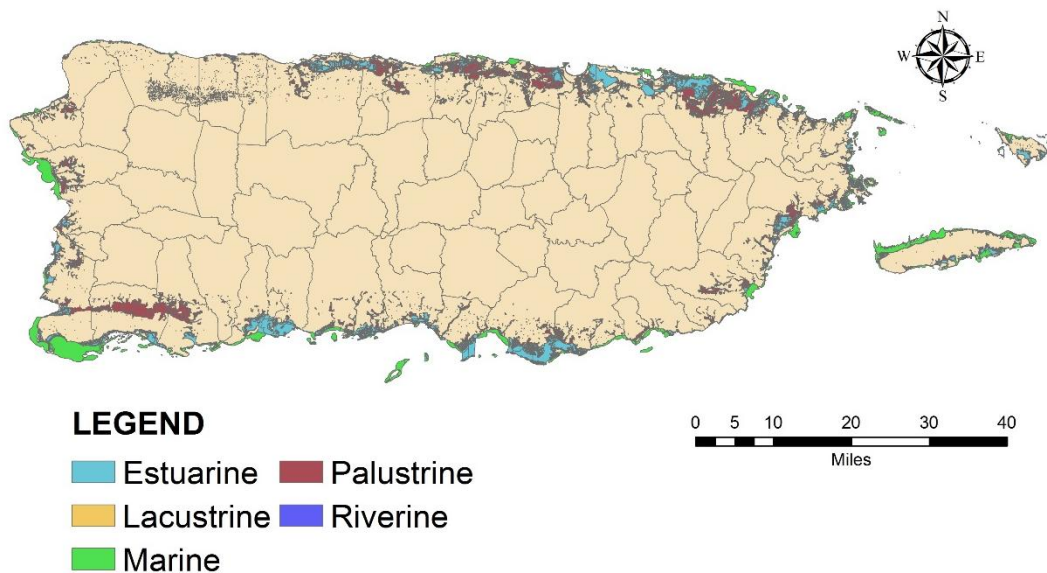 N
W E
S
LEGEND
Estuarine Palustrine
Lacustrine Riverine
Marine
0 5 10 20 30 40
Miles